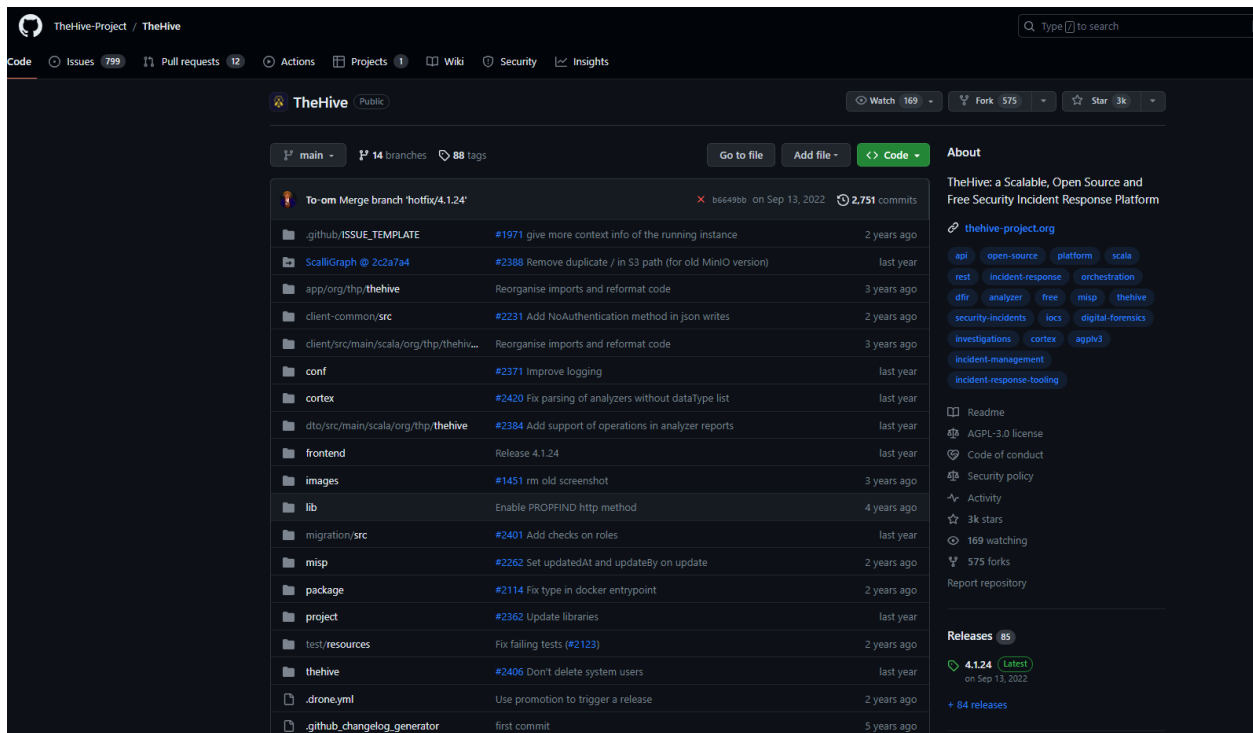 TheHive-Project / TheHive
Type / to search
Code Issues 799 Pull requests 12 Actions Projects 1 Wiki Security Insights
TheHive Public
Watch 169 Fork 575 Star 3k
main 14 branches 88 tags Go to file Add file <> Code
To-om Merge branch 'hotfix/4.1.24' b6649bb on Sep 13, 2022 2,751 commits
.github/ISSUE_TEMPLATE #1971 give more context info of the running instance 2 years ago
ScalliGraph @ 2c2a7a4 #2388 Remove duplicate / in S3 path (for old MinIO version) last year
app/org/thp/thehive Reorganise imports and reformat code 3 years ago
client-common/src #2231 Add NoAuthentication method in json writes 2 years ago
client/src/main/scala/org/thp/thehiv... Reorganise imports and reformat code 3 years ago
conf #2371 Improve logging last year
cortex #2420 Fix parsing of analyzers without dataType list last year
dto/src/main/scala/org/thp/thehive #2384 Add support of operations in analyzer reports last year
frontend Release 4.1.24 last year
images #1451 rm old screenshot 3 years ago
lib Enable PROPFIND http method 4 years ago
migration/src #2401 Add checks on roles last year
misp #2262 Set updatedAt and updateBy on update 2 years ago
package #2114 Fix type in docker entrypoint 2 years ago
project #2362 Update libraries last year
test/resources Fix failing tests (#2123) 2 years ago
thehive #2406 Don't delete system users last year
.drone.yml Use promotion to trigger a release 2 years ago
.github_changelog_generator first commit 5 years ago
About
TheHive: a Scalable, Open Source and
Free Security Incident Response Platform
thehive-project.org
api open-source platform scala
rest incident-response orchestration
dfir analyzer free misp thehive
security-incidents iocs digital-forensics
investigations cortex agplv3
incident-management
incident-response-tooling
Readme
AGPL-3.0 license
Code of conduct
Security policy
Activity
3k stars
169 watching
575 forks
Report repository
Releases 85
4.1.24 Latest
on Sep 13, 2022
+ 84 releases